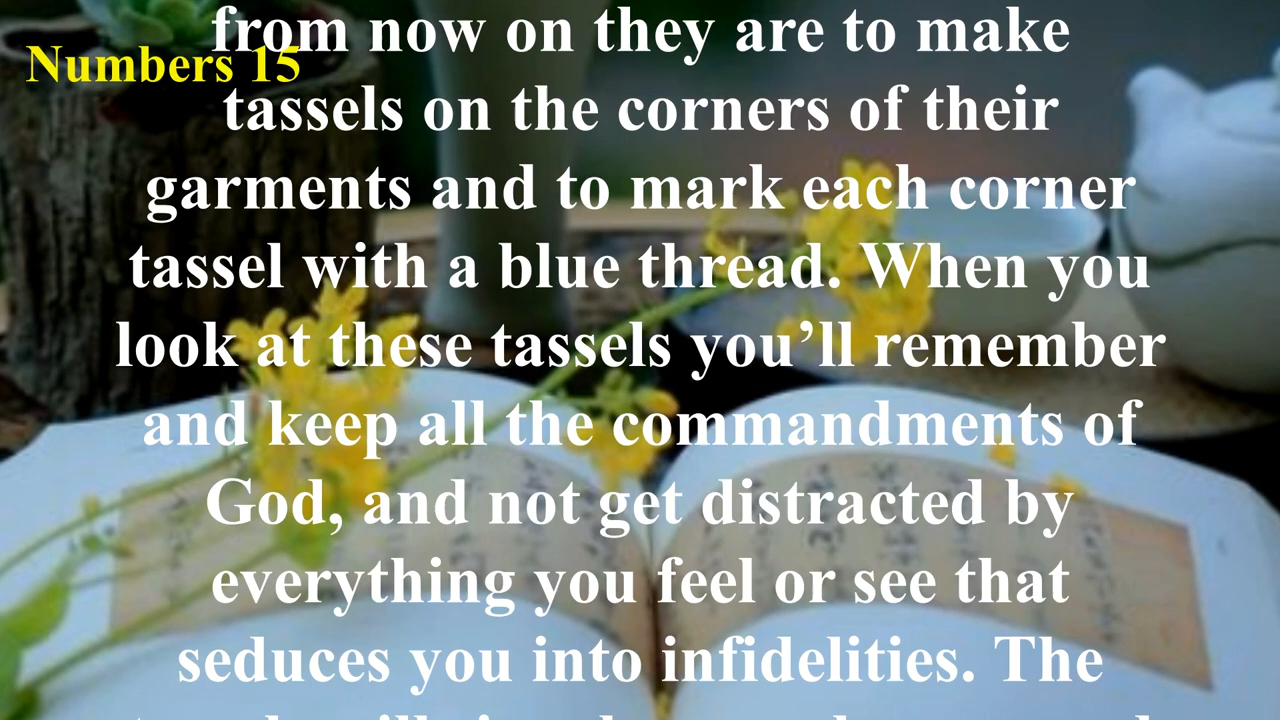 Numbers 15
from now on they are to make
tassels on the corners of their
garments and to mark each corner
tassel with a blue thread. When you
look at these tassels you’ll remember
and keep all the commandments of
God, and not get distracted by
everything you feel or see that
seduces you into infidelities. The